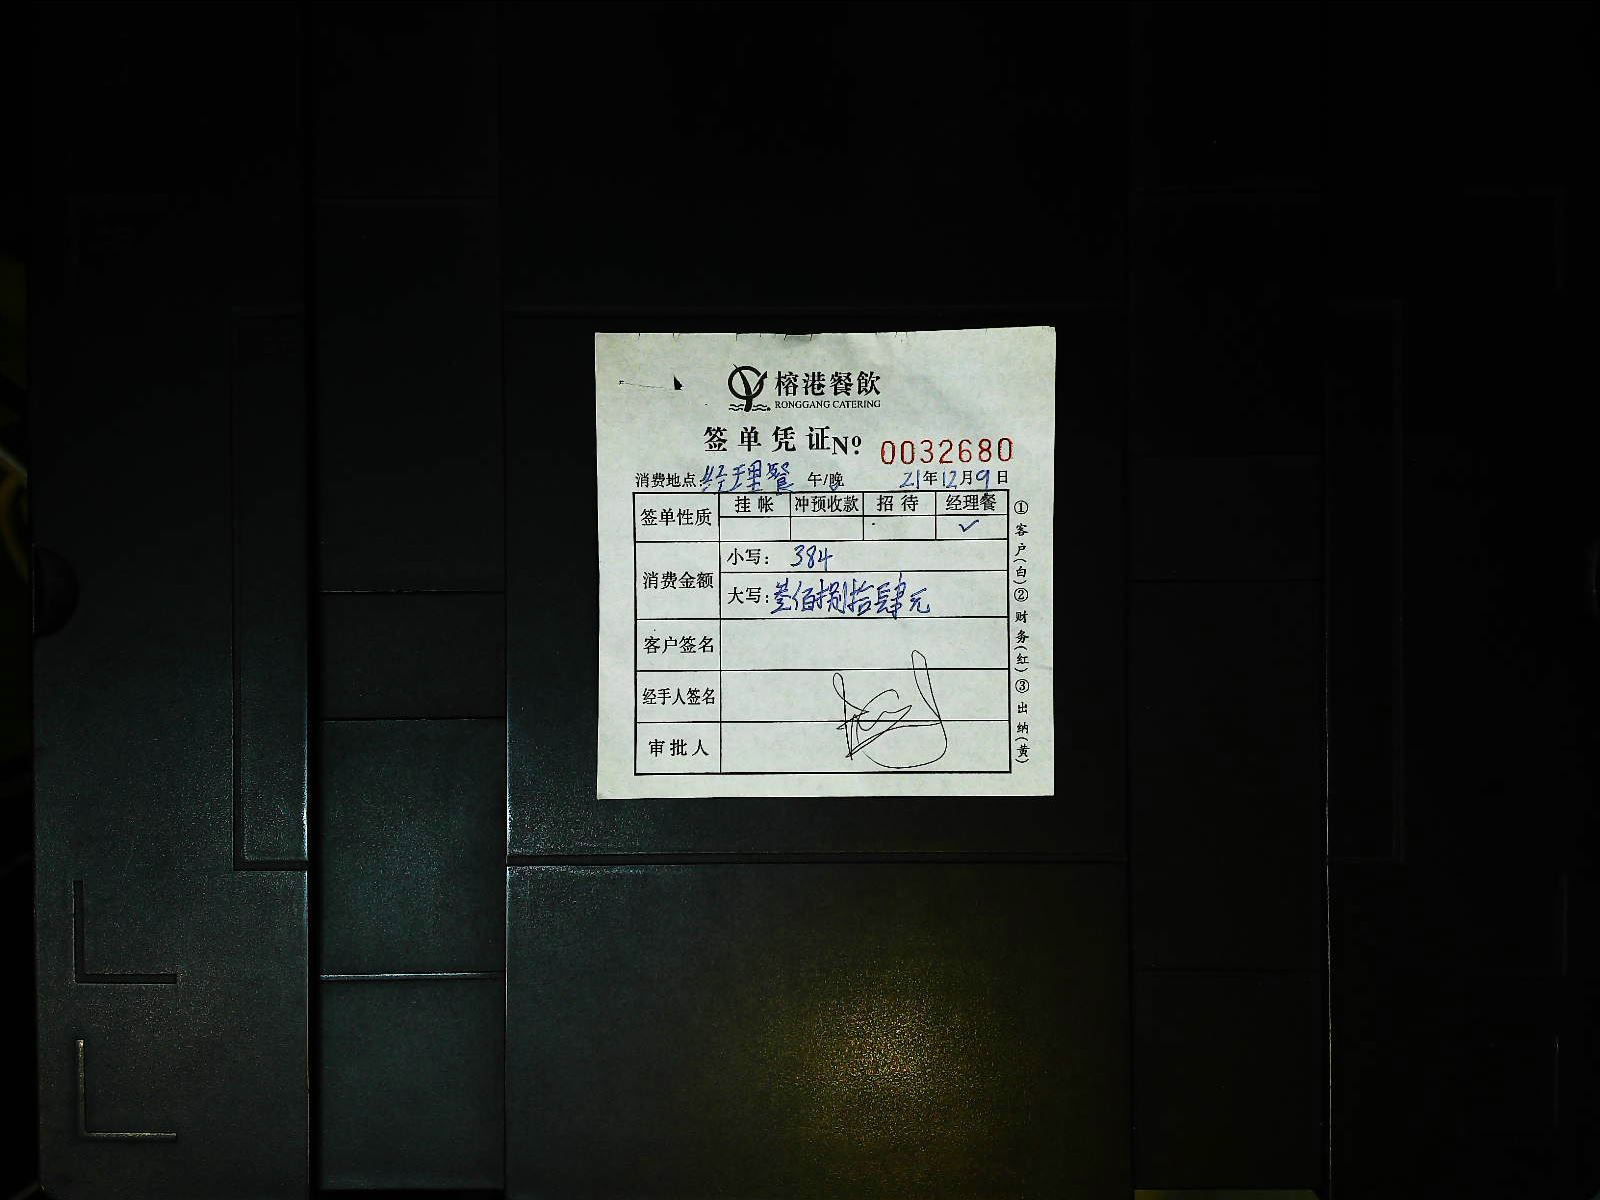 榕港餐飲
RONGGANG CATERING
签单凭证 Nº: 0032680
消费地点:经理餐 午/晚 21年12月9日
签单性质 挂帐 冲预收款 招待 经理餐
✓
消费金额 小写: 384
大写:叁佰捌拾肆元
客户签名
经手人签名
审批人
①客户(白)②财务(红)③出纳(黄)